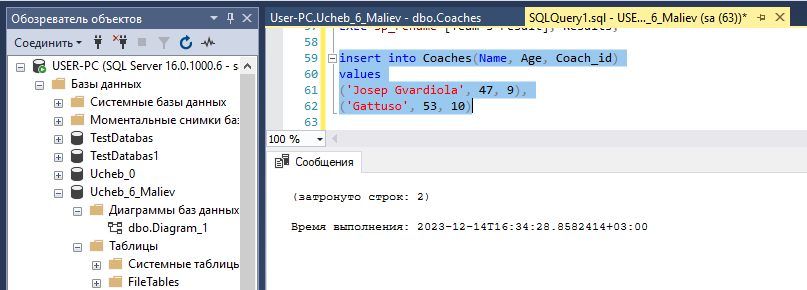 Обозреватель объектов
Соединить
USER-PC (SQL Server 16.0.1000.6 - s
Базы данных
Системные базы данных
Моментальные снимки баз
TestDatabas
TestDatabas1
Ucheb_0
Ucheb_6_Maliev
Диаграммы баз данных
dbo.Diagram_1
Таблицы
Системные таблицы
FileTables
User-PC.Ucheb_6_Maliev - dbo.Coaches
SQLQuery1.sql - USE..._6_Maliev (sa (63))*
58
59 insert into Coaches(Name, Age, Coach_id)
60 values
61 ('Josep Gvardiola', 47, 9),
62 ('Gattuso', 53, 10)
63
100 %
Сообщения
(затронуто строк: 2)
Время выполнения: 2023-12-14T16:34:28.8582414+03:00